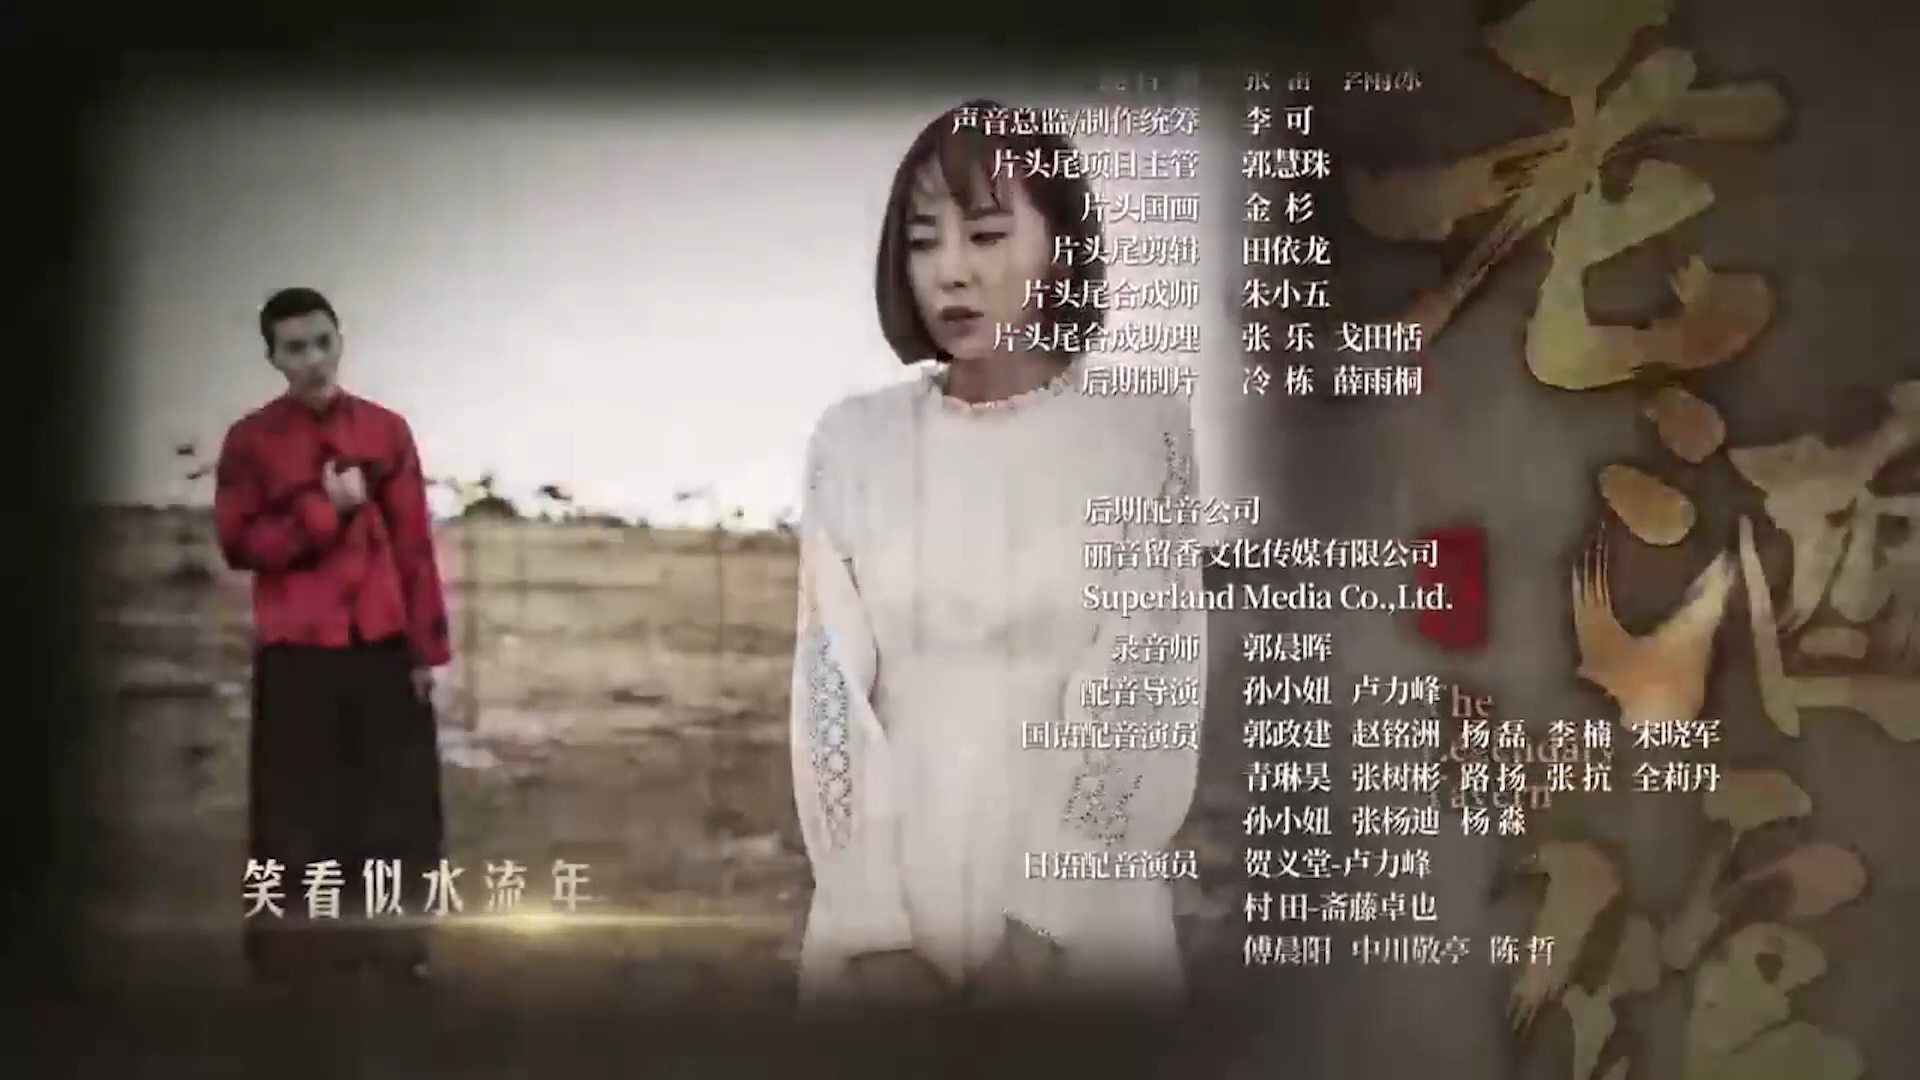 声音总监/制作统筹 李 可
片头尾项目主管 郭慧珠
片头国画 金 杉
片头尾剪辑 田依龙
片头尾合成师 朱小五
片头尾合成助理 张 乐 戈田恬
后期制片 冷 栋 薛雨桐
后期配音公司
丽音留香文化传媒有限公司
Superland Media Co.,Ltd.
录音师 郭晨晖
配音导演 孙小妞 卢力峰
国语配音演员 郭政建 赵铭洲 杨磊 李楠 宋晓军
青琳昊 张树彬 路扬 张抗 全莉丹
孙小妞 张杨迪 杨淼
日语配音演员 贺义堂-卢力峰
村田-斋藤卓也
傅晨阳 中川敬亭 陈哲
笑看似水流年
老酒馆
The
Legendary
Tavern